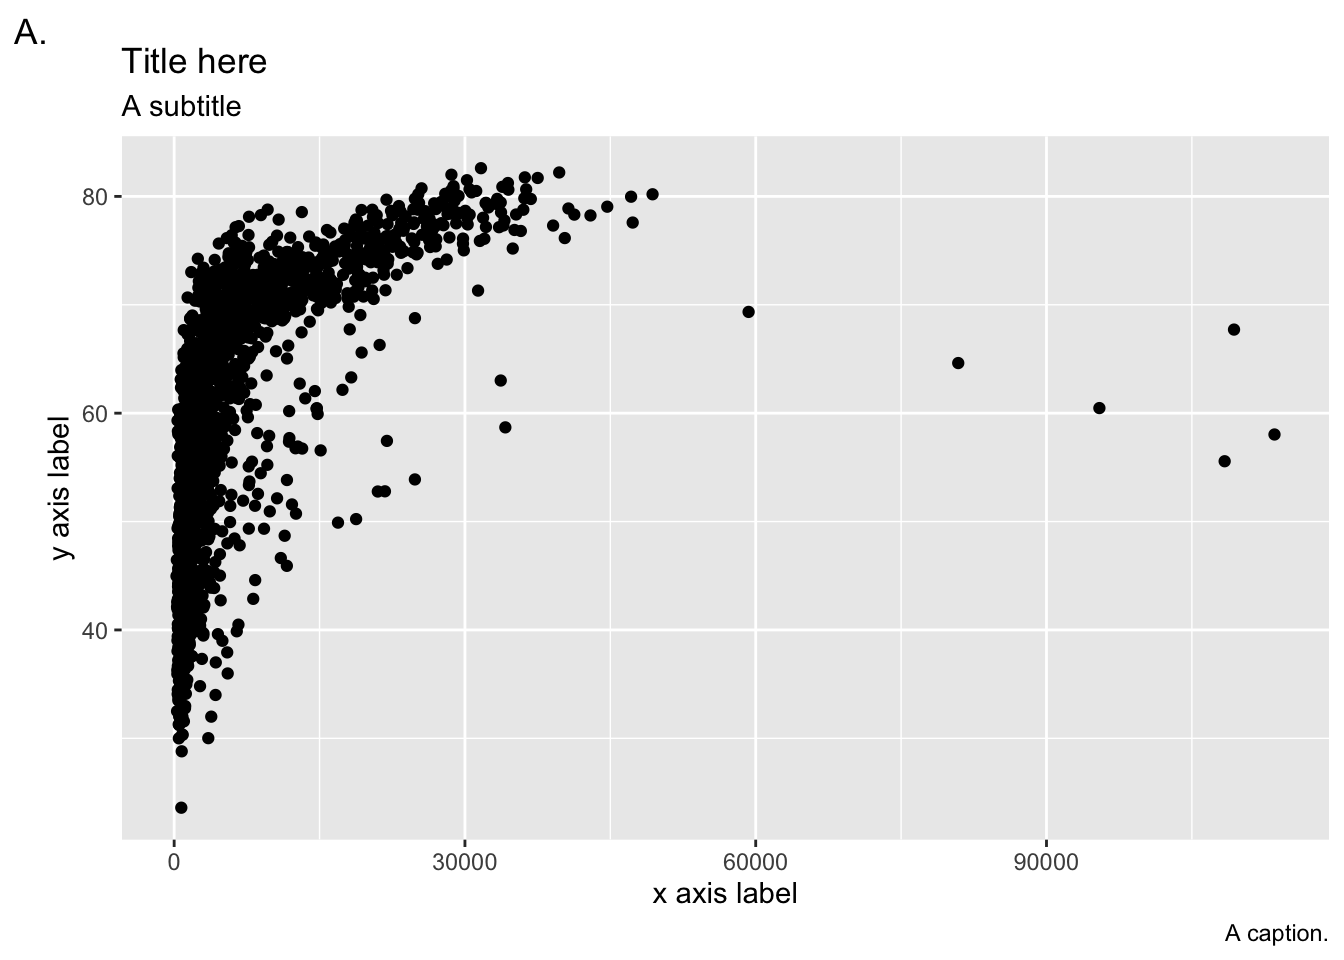 A.
Title here
A subtitle
y axis label
80
60
40
0 30000 60000 90000
x axis label
A caption.